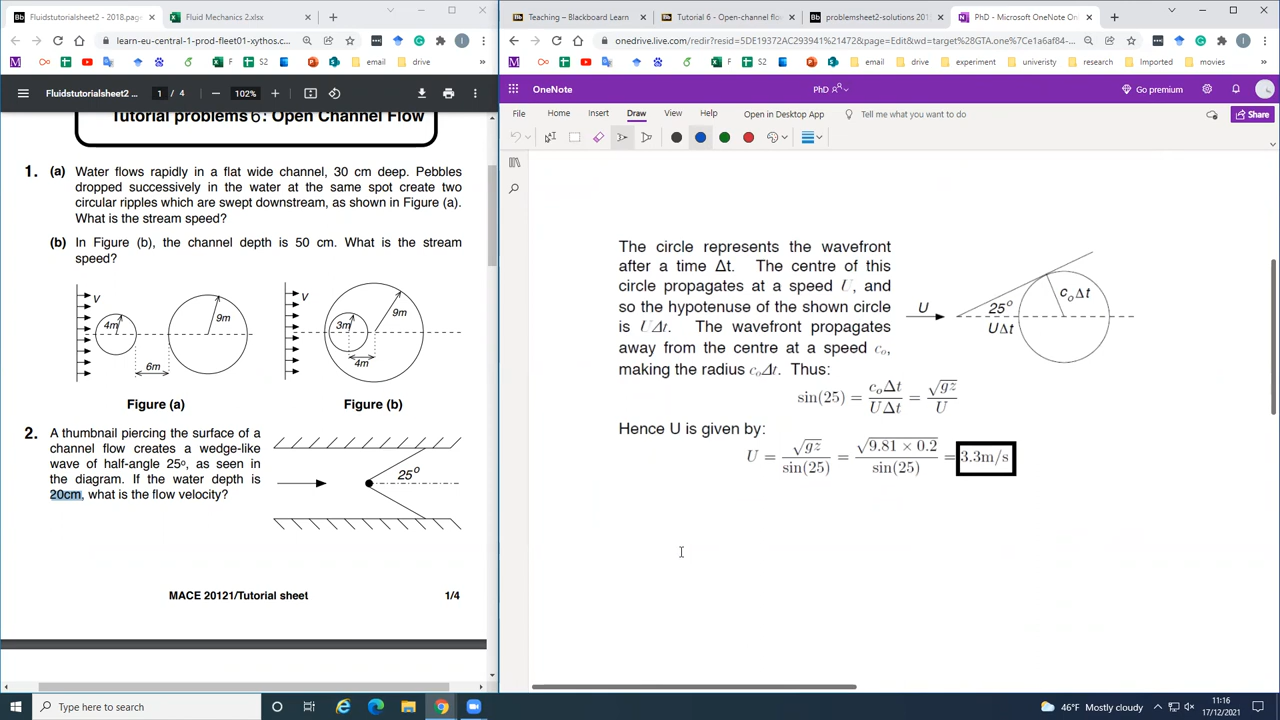 Fluidstutorialsheet2 - 2018.page
Fluid Mechanics 2.xlsx
Teaching – Blackboard Learn
Tutorial 6 - Open-channel flow
problemsheet2-solutions 2018
PhD - Microsoft OneNote On
learn-eu-central-1-prod-fleet01-xythos.c...
onedrive.live.com/redir?resid=5DE19372AC293941%21472&page=Edit&wd=target%28GTA.one%7Ce1a6af84-...
F
S2
email
drive
F
S2
email
drive
experiment
univeristy
research
Imported
movies
Fluidstutorialsheet2 ...
1 / 4
102%
OneNote
PhD
Go premium
File
Home
Insert
Draw
View
Help
Open in Desktop App
Tell me what you want to do
Share
Tutorial problems 6: Open Channel Flow
1. (a) Water flows rapidly in a flat wide channel, 30 cm deep. Pebbles
dropped successively in the water at the same spot create two
circular ripples which are swept downstream, as shown in Figure (a).
What is the stream speed?
(b) In Figure (b), the channel depth is 50 cm. What is the stream
speed?
V
4m
9m
6m
V
3m
9m
4m
Figure (a)
Figure (b)
2. A thumbnail piercing the surface of a
channel flow creates a wedge-like
wave of half-angle 25º, as seen in
the diagram. If the water depth is
20cm, what is the flow velocity?
25°
MACE 20121/Tutorial sheet
1/4
The circle represents the wavefront
after a time Δt. The centre of this
circle propagates at a speed U, and
so the hypotenuse of the shown circle
is UΔt. The wavefront propagates
away from the centre at a speed c₀,
making the radius c₀Δt. Thus:
U
25°
UΔt
c₀Δt
sin(25) = c₀Δt / UΔt = √gz / U
Hence U is given by:
U = √gz / sin(25) = √9.81 × 0.2 / sin(25) = 3.3m/s
Type here to search
46°F Mostly cloudy
11:16
17/12/2021